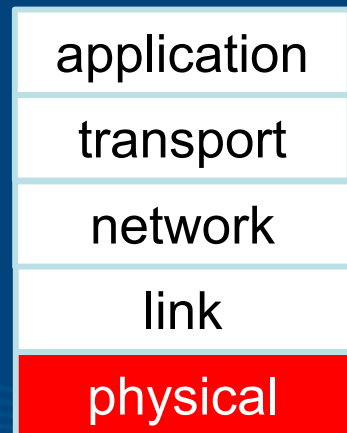 application
transport
network
link
physical